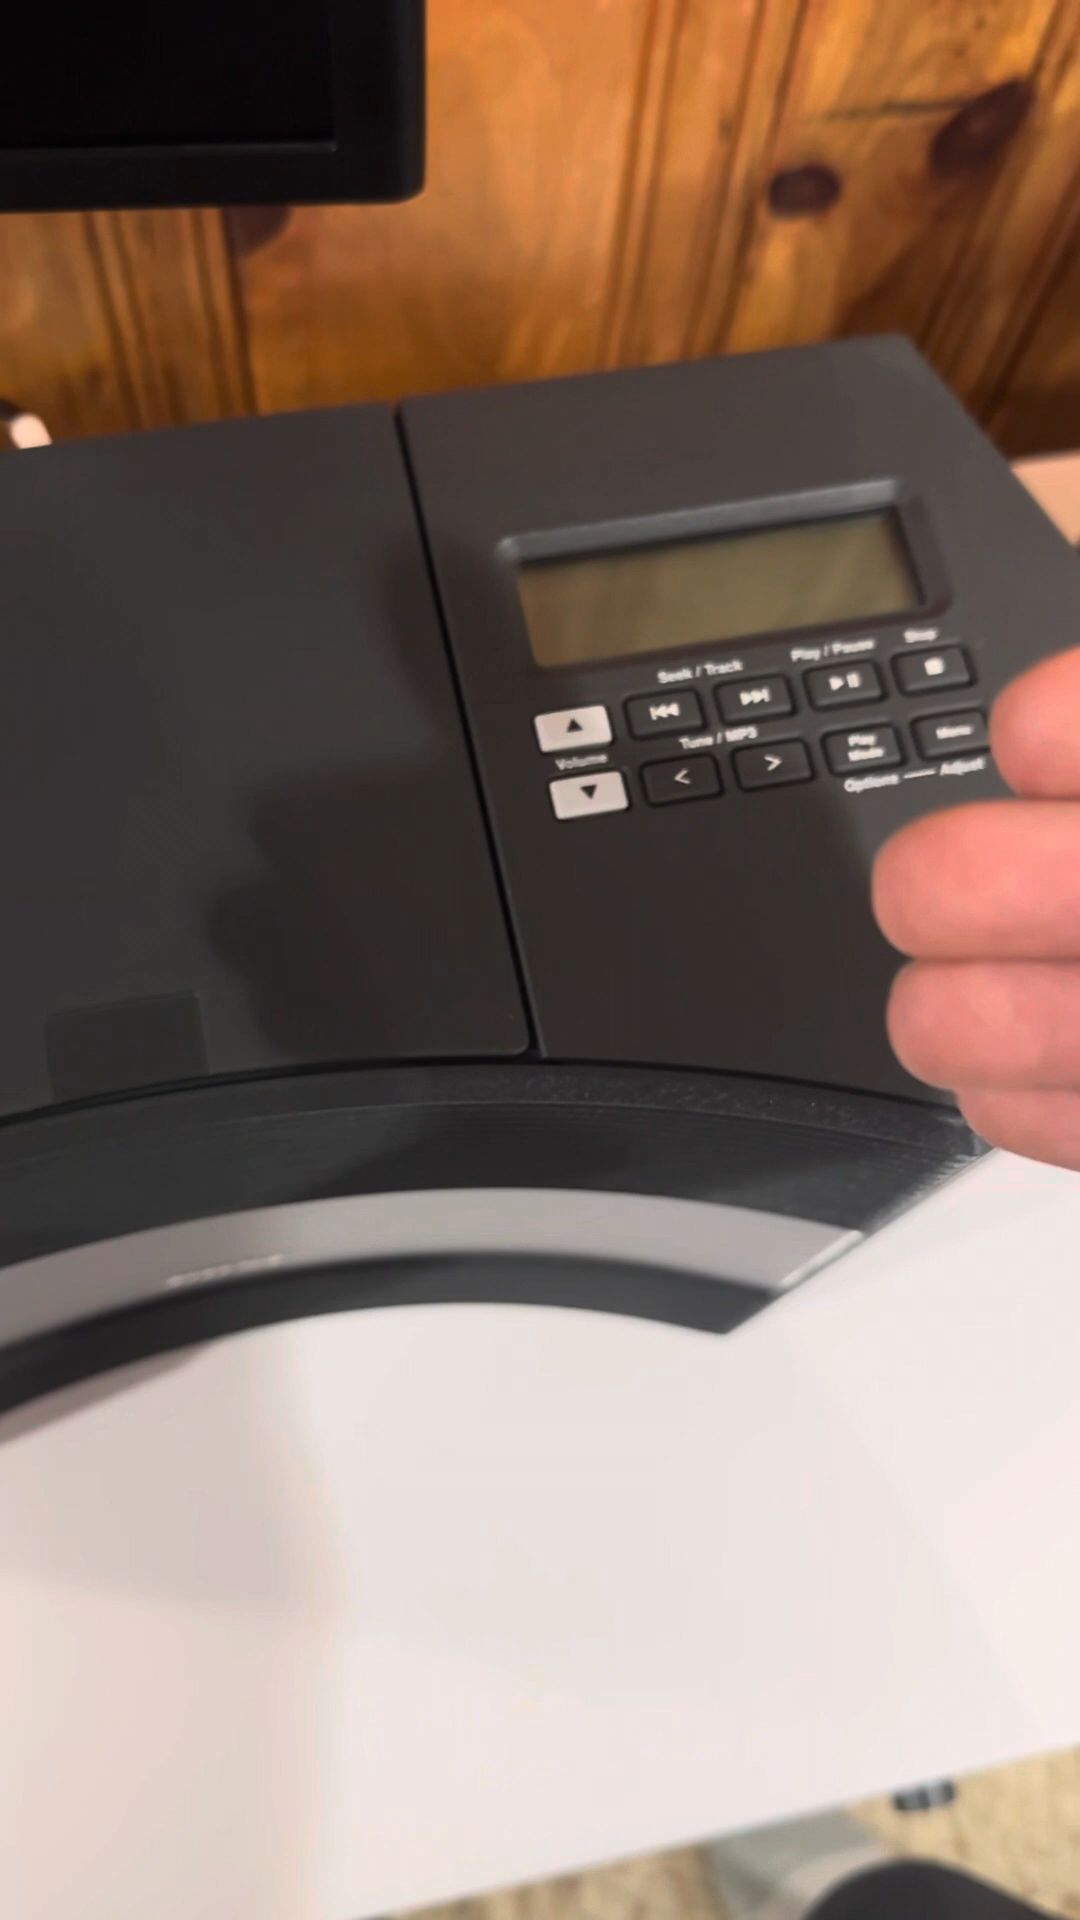 Stop
Play / Pause
Seek / Track
Tune / MP3
Volume
Play
Mode
Menu
Options — Adjust